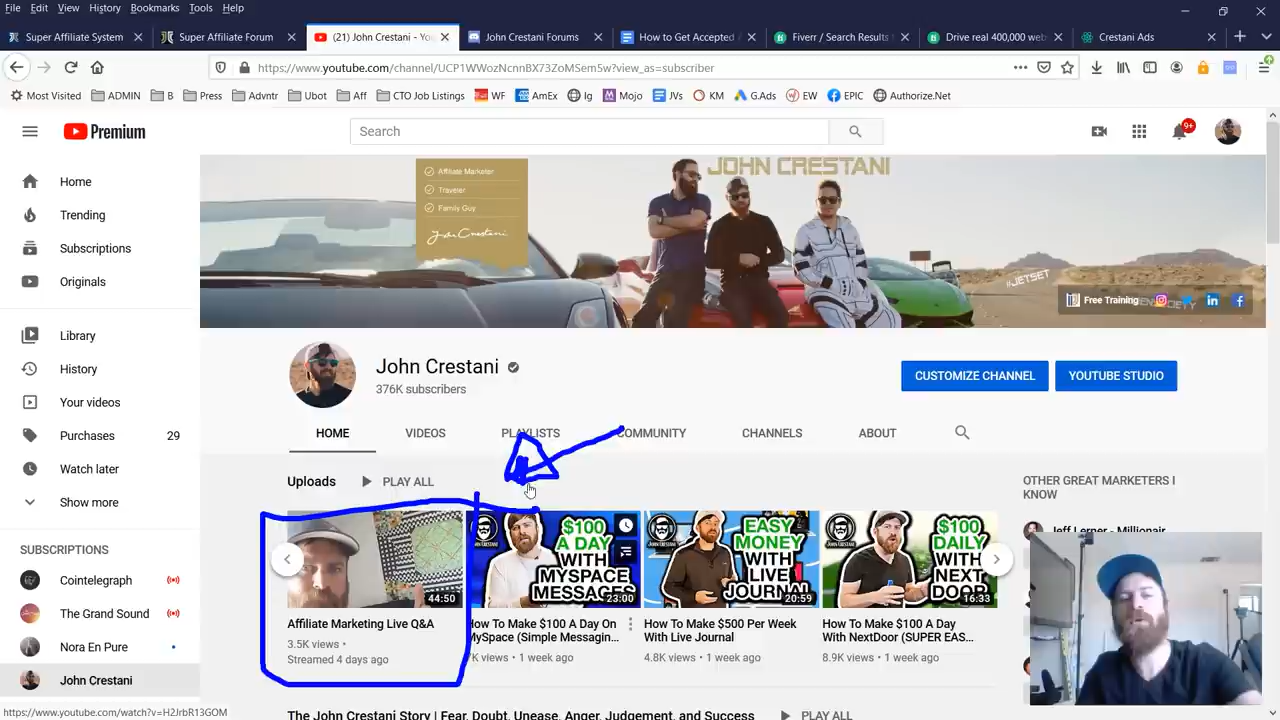 File Edit View History Bookmarks Tools Help
Super Affiliate System
Super Affiliate Forum
(21) John Crestani - Yo
John Crestani Forums
How to Get Accepted
Fiverr / Search Results
Drive real 400,000 web
Crestani Ads
https://www.youtube.com/channel/UCP1WWozNcnnBX73ZoMSem5w?view_as=subscriber
Most Visited ADMIN B Press Advntr Ubot Aff CTO Job Listings WF AmEx Ig Mojo JVs KM G.Ads EW EPIC Authorize.Net
Premium
Search
9+
Home
Trending
Subscriptions
Originals
Library
History
Your videos
Purchases 29
Watch later
Show more
SUBSCRIPTIONS
Cointelegraph
The Grand Sound
Nora En Pure
John Crestani
Affiliate Marketer
Traveler
Family Guy
John Crestani
JOHN CRESTANI
#JETSET
Free Training
John Crestani
376K subscribers
CUSTOMIZE CHANNEL
YOUTUBE STUDIO
HOME VIDEOS PLAYLISTS COMMUNITY CHANNELS ABOUT
Uploads PLAY ALL
44:50
Affiliate Marketing Live Q&A
3.5K views •
Streamed 4 days ago
$100
A DAY
WITH
MYSPACE
MESSAG
23:00
How To Make $100 A Day On
MySpace (Simple Messagin...
K views • 1 week ago
EASY
MONEY
WITH
LIVE
JOURNAL
20:59
How To Make $500 Per Week
With Live Journal
4.8K views • 1 week ago
$100
DAILY
WITH
NEXT
DOOR
16:33
How To Make $100 A Day
With NextDoor (SUPER EAS...
8.9K views • 1 week ago
OTHER GREAT MARKETERS I
KNOW
Jeff Lerner - Millionair
The John Crestani Story | Fear, Doubt, Unease, Anger, Judgement, and Success PLAY ALL
https://www.youtube.com/watch?v=H2JrbR13GOM